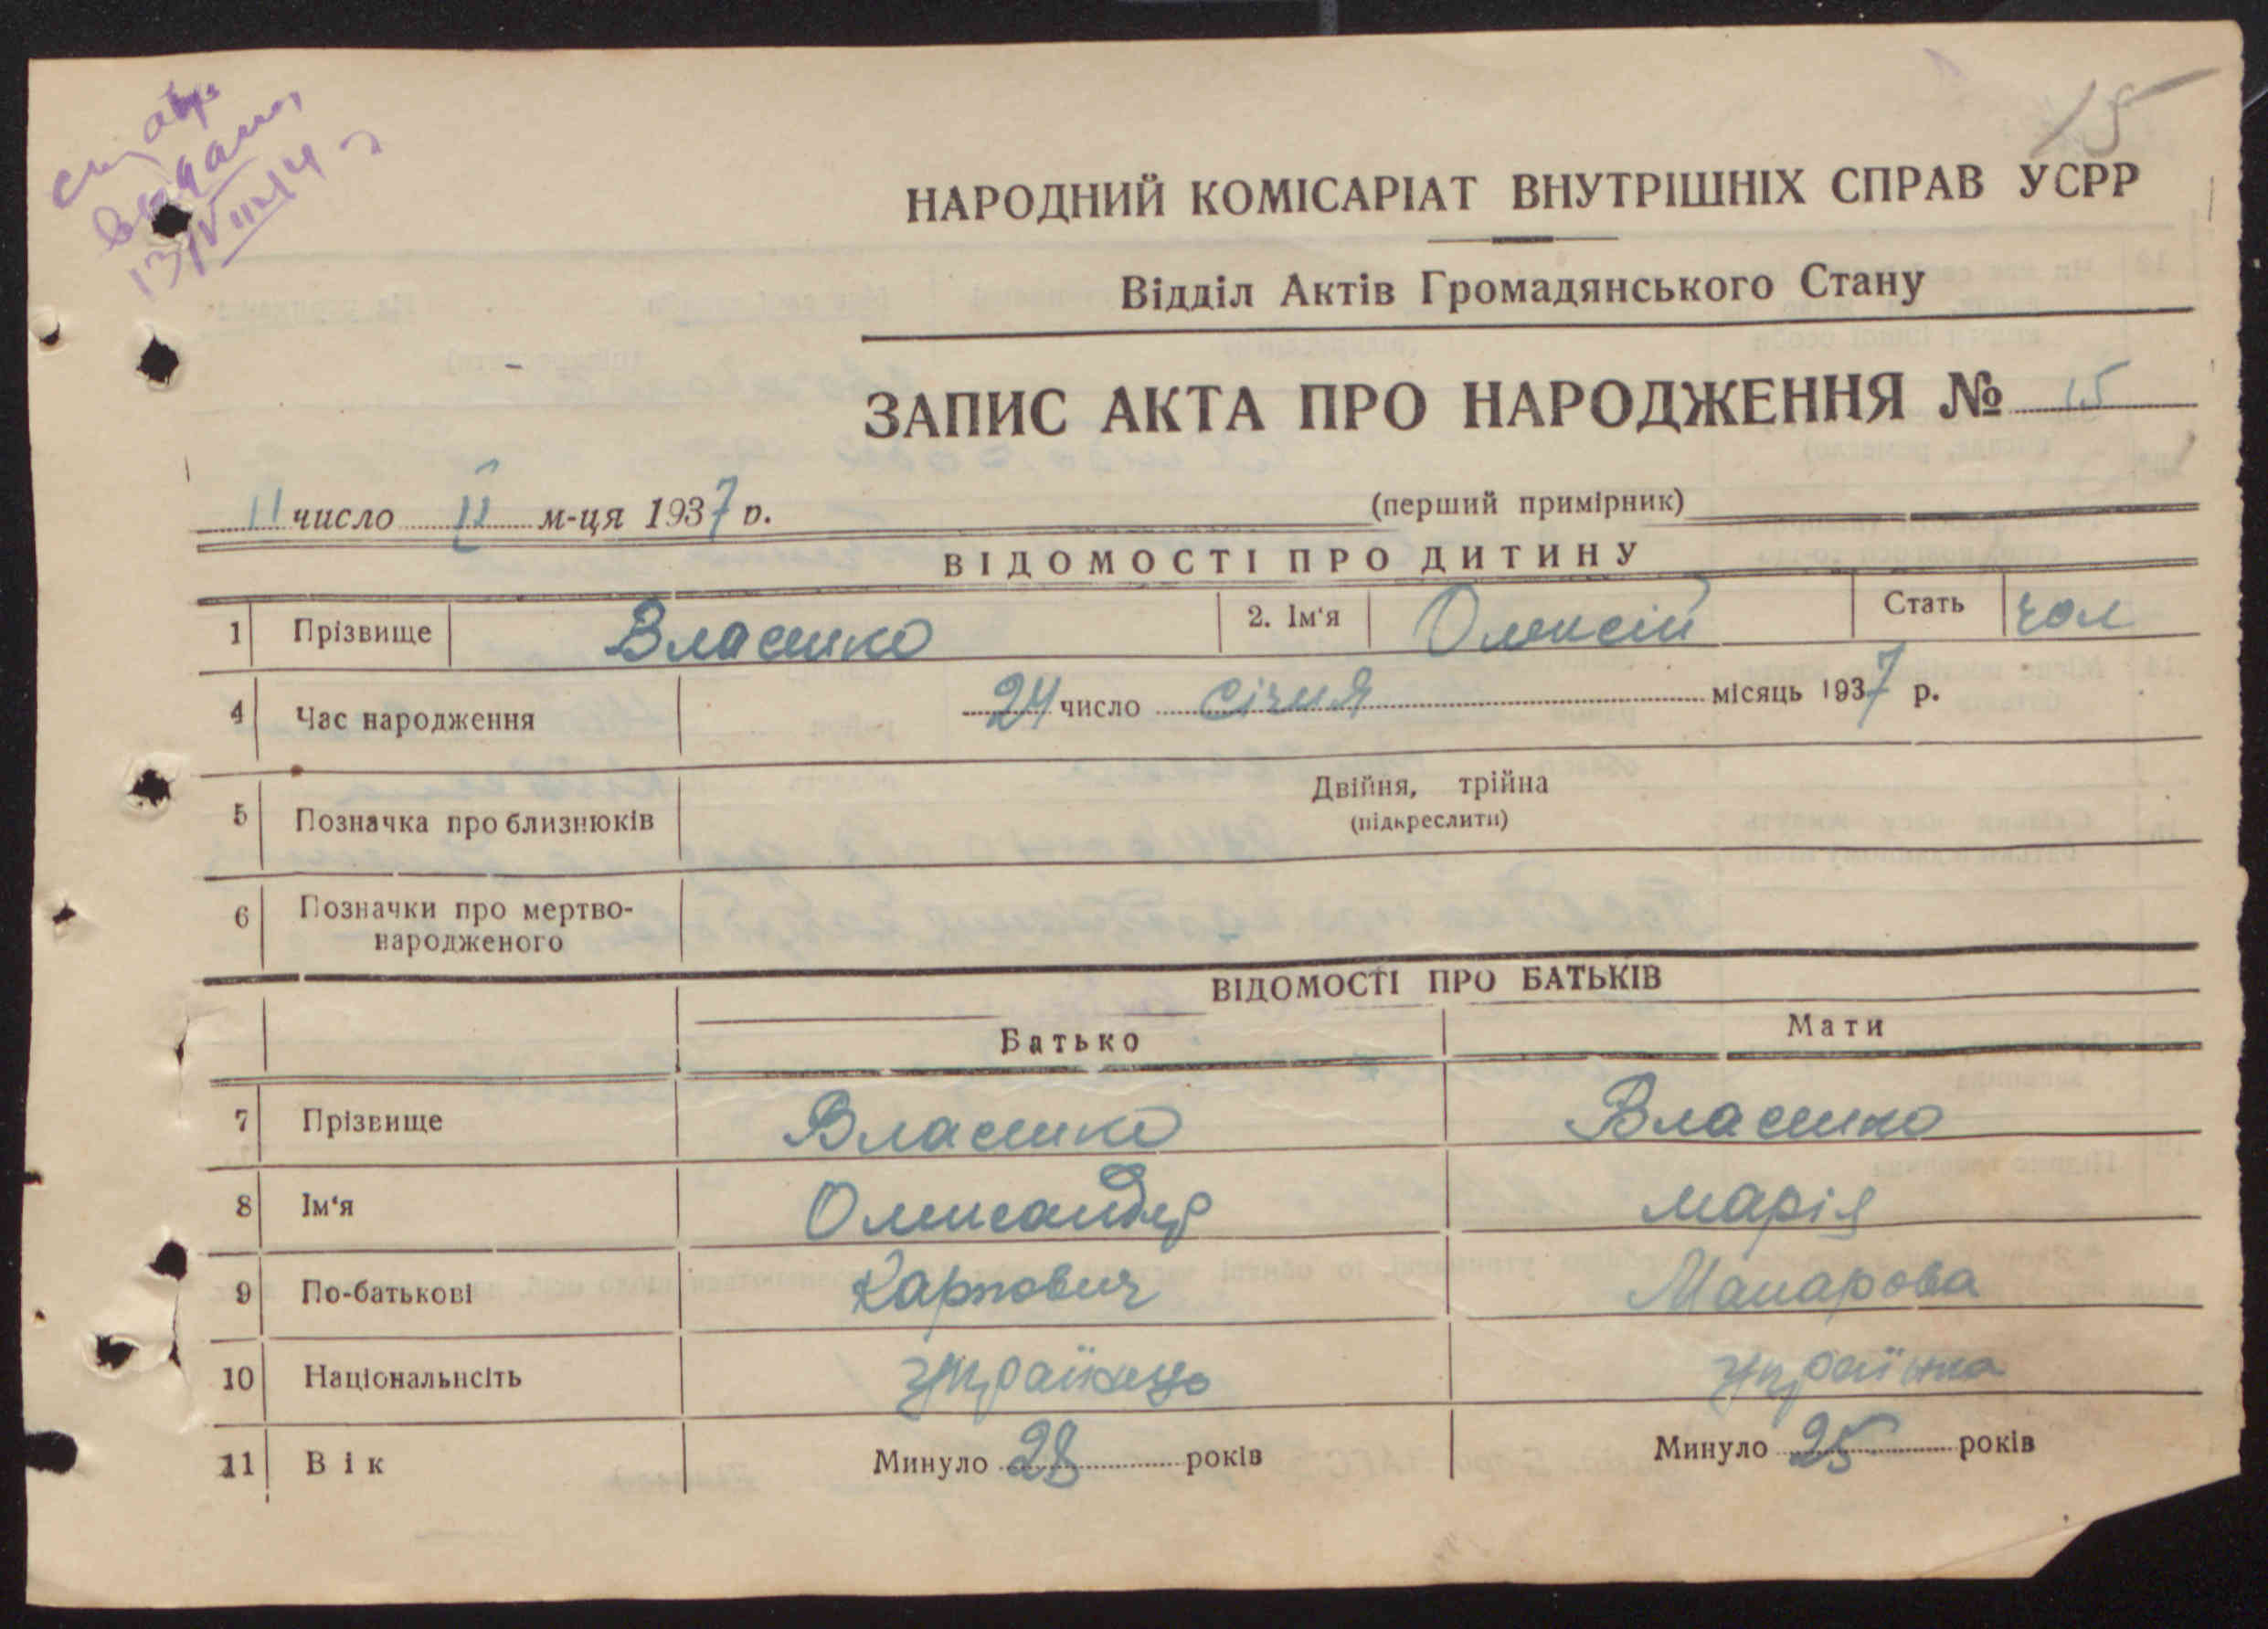 видано
15
НАРОДНИЙ КОМІСАРІАТ ВНУТРІШНІХ СПРАВ УСРР
Відділ Актів Громадянського Стану
ЗАПИС АКТА ПРО НАРОДЖЕННЯ № 15
11 число II м-ця 1937 р.
(перший примірник)
ВІДОМОСТІ ПРО ДИТИНУ
1 Прізвище Власенко 2. Ім'я Олексій Стать чол
4 Час народження 24 число січня місяць 1937 р.
5 Позначка про близнюків Двійня, трійна
(підкреслити)
6 Позначки про мертво-
народженого
ВІДОМОСТІ ПРО БАТЬКІВ
Батько Мати
7 Прізвище Власенко Власенко
8 Ім'я Олександр марія
9 По-батькові Карпович Макарова
10 Національність українець українка
11 Вік Минуло 28 років Минуло 25 років